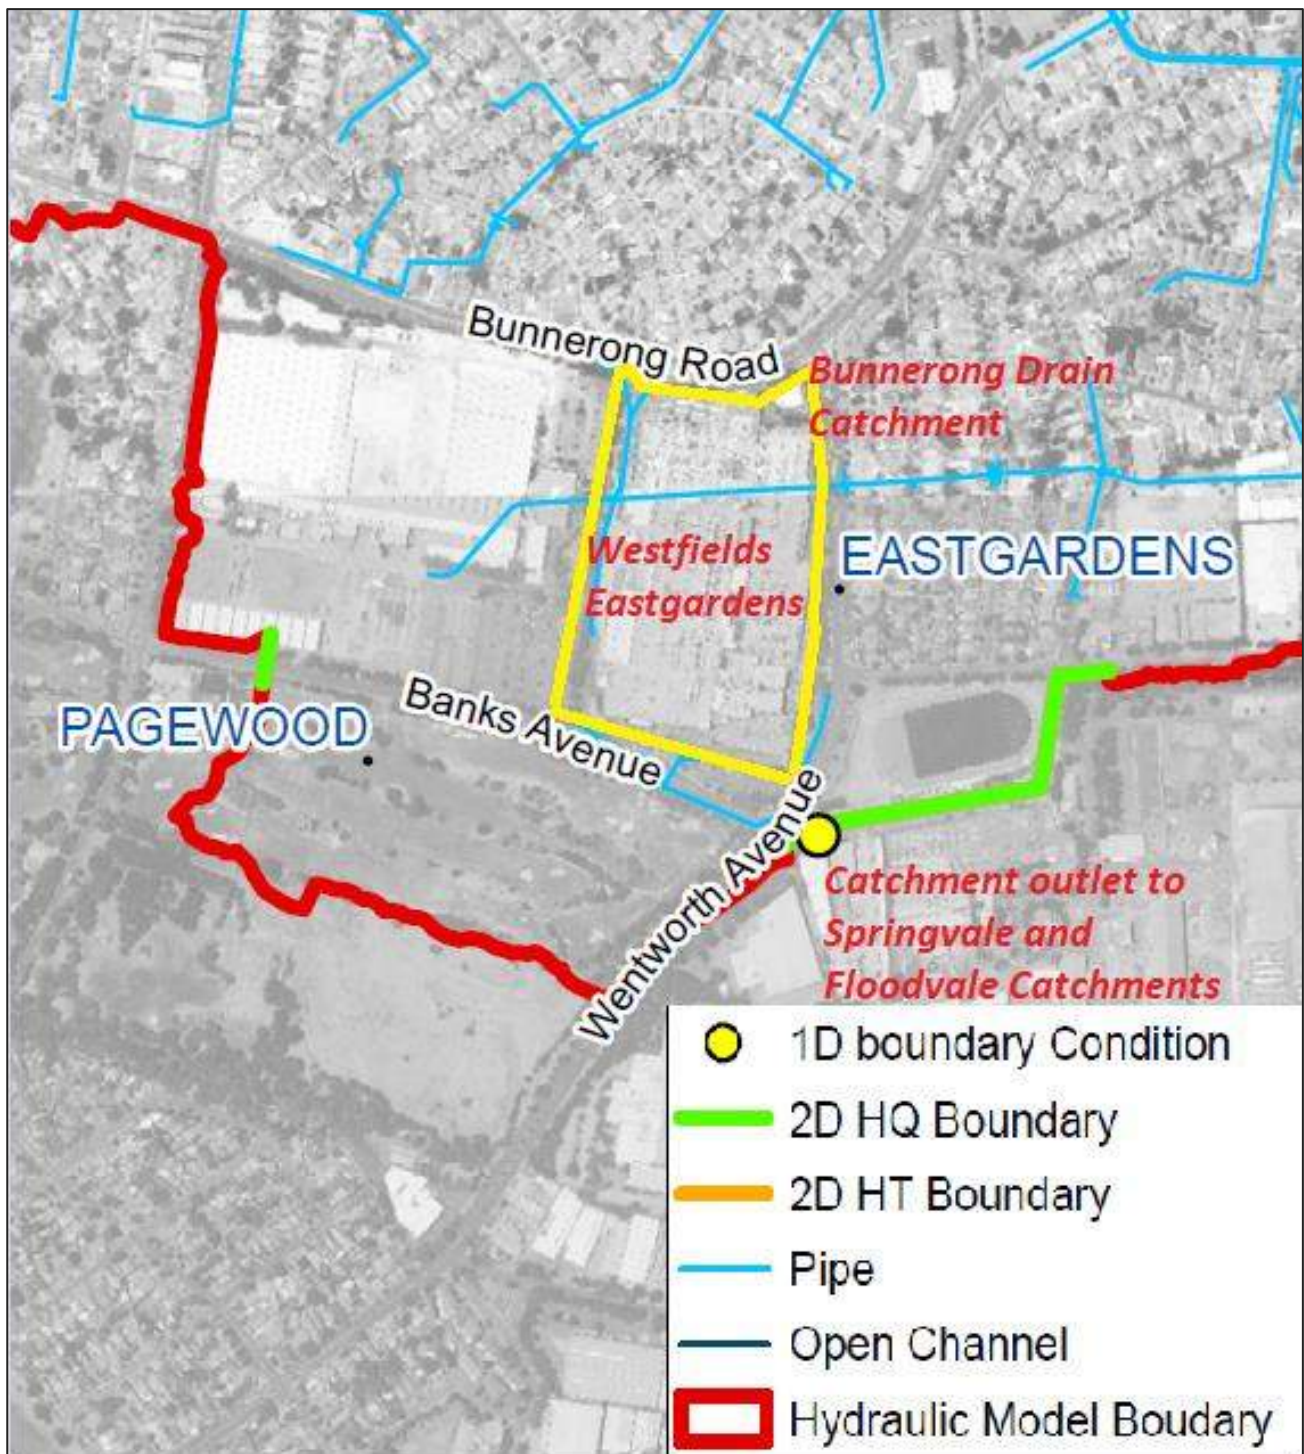 Bunnerong Road
Bunnerong Drain
Catchment
Westfields
Eastgardens
EASTGARDENS
PAGEWOOD
Banks Avenue
Wentworth Avenue
Catchment outlet to
Springvale and
Floodvale Catchments
1D boundary Condition
2D HQ Boundary
2D HT Boundary
Pipe
Open Channel
Hydraulic Model Boudary